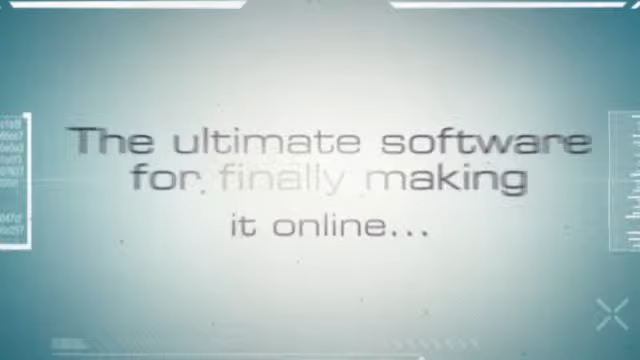 The ultimate software
for finally making
it online...